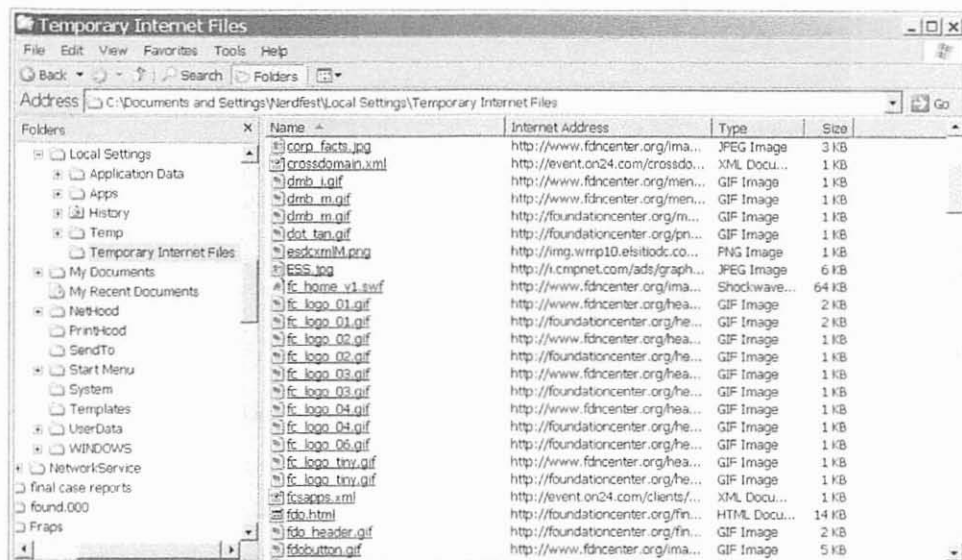 Temporary Internet Files
File Edit View Favorites Tools Help
Back Search Folders
Address C:\Documents and Settings\Nerdfest\Local Settings\Temporary Internet Files Go
Folders
Local Settings
Application Data
Apps
History
Temp
Temporary Internet Files
My Documents
My Recent Documents
NetHood
PrintHood
SendTo
Start Menu
System
Templates
UserData
WINDOWS
NetworkService
final case reports
found.000
Fraps
Name Internet Address Type Size
corp_facts.jpg http://www.fdncenter.org/ima... JPEG Image 3 KB
crossdomain.xml http://event.on24.com/crossdo... XML Docu... 1 KB
dmb_i.gif http://www.fdncenter.org/men... GIF Image 1 KB
dmb_m.gif http://www.fdncenter.org/men... GIF Image 1 KB
dmb_m.gif http://foundationcenter.org/m... GIF Image 1 KB
dot_tan.gif http://foundationcenter.org/pn... GIF Image 1 KB
esdcxmlM.png http://img.wmp10.elsitiodc.co... PNG Image 1 KB
ESS.jpg http://i.cmpnet.com/ads/graph... JPEG Image 6 KB
fc_home_v1.swf http://www.fdncenter.org/ima... Shockwave... 64 KB
fc_logo_01.gif http://www.fdncenter.org/hea... GIF Image 2 KB
fc_logo_01.gif http://foundationcenter.org/he... GIF Image 2 KB
fc_logo_02.gif http://www.fdncenter.org/hea... GIF Image 1 KB
fc_logo_02.gif http://foundationcenter.org/he... GIF Image 1 KB
fc_logo_03.gif http://www.fdncenter.org/hea... GIF Image 1 KB
fc_logo_03.gif http://foundationcenter.org/he... GIF Image 1 KB
fc_logo_04.gif http://www.fdncenter.org/hea... GIF Image 1 KB
fc_logo_04.gif http://foundationcenter.org/he... GIF Image 1 KB
fc_logo_06.gif http://foundationcenter.org/he... GIF Image 1 KB
fc_logo_tiny.gif http://www.fdncenter.org/hea... GIF Image 1 KB
fc_logo_tiny.gif http://foundationcenter.org/he... GIF Image 1 KB
fcsapps.xml http://event.on24.com/clients/... XML Docu... 1 KB
fdo.html http://foundationcenter.org/fin... HTML Docu... 14 KB
fdo_header.gif http://foundationcenter.org/fin... GIF Image 2 KB
fdobutton.gif http://www.fdncenter.org/ima... GIF Image 5 KB